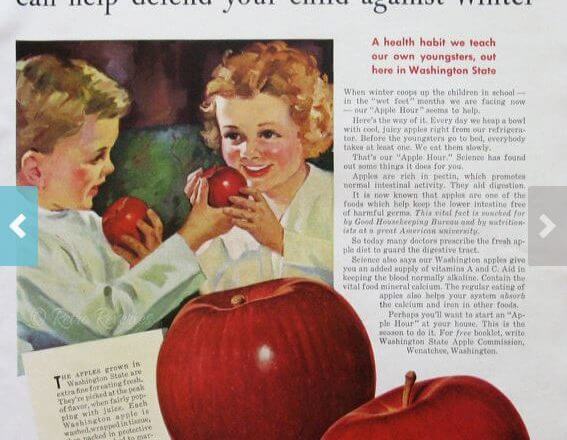 can help defend your child against winter
A health habit we teach
our own youngsters, out
here in Washington State
When winter coops up the children in school —
in the "wet feet" months we are facing now
— our "Apple Hour" seems to help.
Here's the way of it. Every day we heap a bowl
with cool, juicy apples right from our refrigera-
tor. Before the youngsters go to bed, everybody
takes at least one. We eat them slowly.
That's our "Apple Hour." Science has found
out some things it does for you.
Apples are rich in pectin, which promotes
normal intestinal activity. They aid digestion.
It is now known that apples are one of the
foods which help keep the lower intestine free
of harmful germs. This vital fact is vouched for
by Good Housekeeping Bureau and by nutrition-
ists at a great American university.
So today many doctors prescribe the fresh ap-
ple diet to guard the digestive tract.
Science also says our Washington apples give
you an added supply of vitamins A and C. Aid in
keeping the blood normally alkaline. Contain the
vital food mineral calcium. The regular eating of
apples also helps your system absorb
the calcium and iron in other foods.
Perhaps you'll want to start an "Ap-
ple Hour" at your house. This is the
season to do it. For free booklet, write
Washington State Apple Commission,
Wenatchee, Washington.
THE APPLES grown in
Washington State are
extra fine for eating fresh.
They're picked at the peak
of flavor, when fairly pop-
ping with juice. Each
Washington apple is
washed, wrapped in tissue,
packed in protective
to mar-